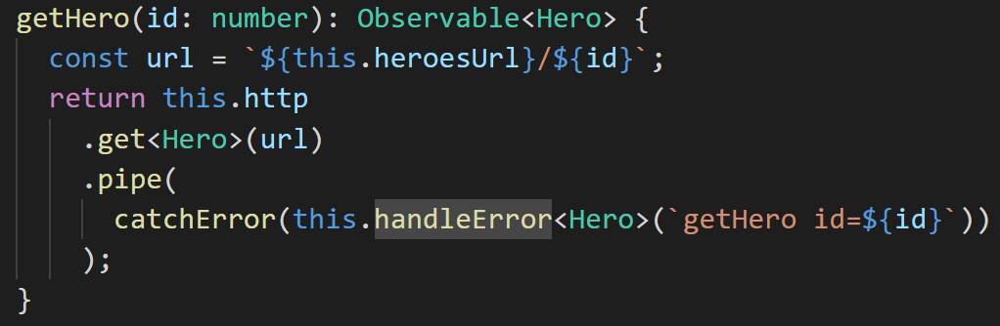 getHero(id: number): Observable<Hero> {
const url = `${this.heroesUrl}/${id}`;
return this.http
.get<Hero>(url)
.pipe(
catchError(this.handleError<Hero>(`getHero id=${id}`))
);
}